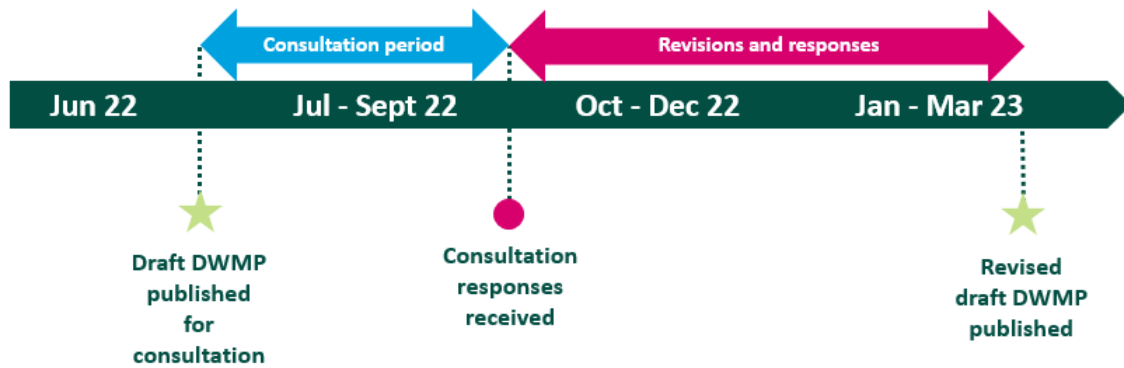 Consultation period
Revisions and responses
Jun 22
Jul - Sept 22
Oct - Dec 22
Jan - Mar 23
Draft DWMP
published
for
consultation
Consultation
responses
received
Revised
draft DWMP
published